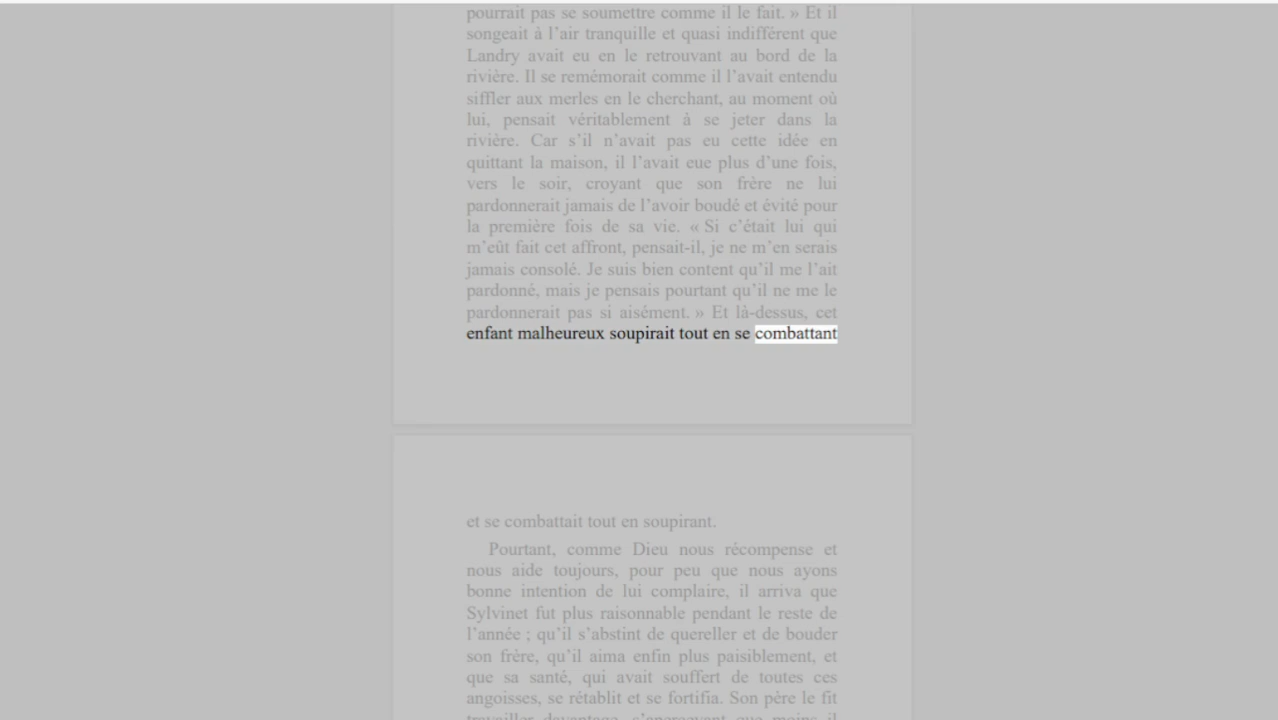 pourrait pas se soumettre comme il le fait. » Et il
songeait à l’air tranquille et quasi indifférent que
Landry avait eu en le retrouvant au bord de la
rivière. Il se remémorait comme il l’avait entendu
siffler aux merles en le cherchant, au moment où
lui, pensait véritablement à se jeter dans la
rivière. Car s’il n’avait pas eu cette idée en
quittant la maison, il l’avait eue plus d’une fois,
vers le soir, croyant que son frère ne lui
pardonnerait jamais de l’avoir boudé et évité pour
la première fois de sa vie. « Si c’était lui qui
m’eût fait cet affront, pensait-il, je ne m’en serais
jamais consolé. Je suis bien content qu’il me l’ait
pardonné, mais je pensais pourtant qu’il ne me le
pardonnerait pas si aisément. » Et là-dessus, cet
enfant malheureux soupirait tout en se combattant
et se combattait tout en soupirant.
Pourtant, comme Dieu nous récompense et
nous aide toujours, pour peu que nous ayons
bonne intention de lui complaire, il arriva que
Sylvinet fut plus raisonnable pendant le reste de
l’année ; qu’il s’abstint de quereller et de bouder
son frère, qu’il aima enfin plus paisiblement, et
que sa santé, qui avait souffert de toutes ces
angoisses, se rétablit et se fortifia. Son père le fit
travailler davantage, s’apercevant que moins il